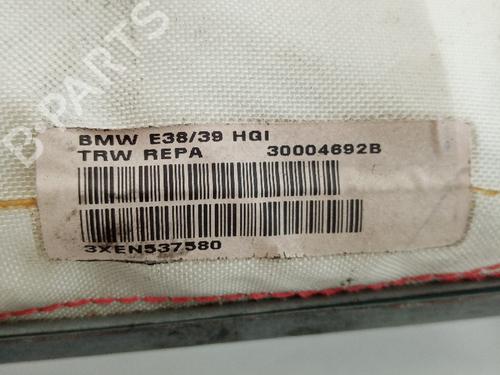 B-PARTS
BMW E38/39 HGI
TRW REPA 30004692B
3XEN537580